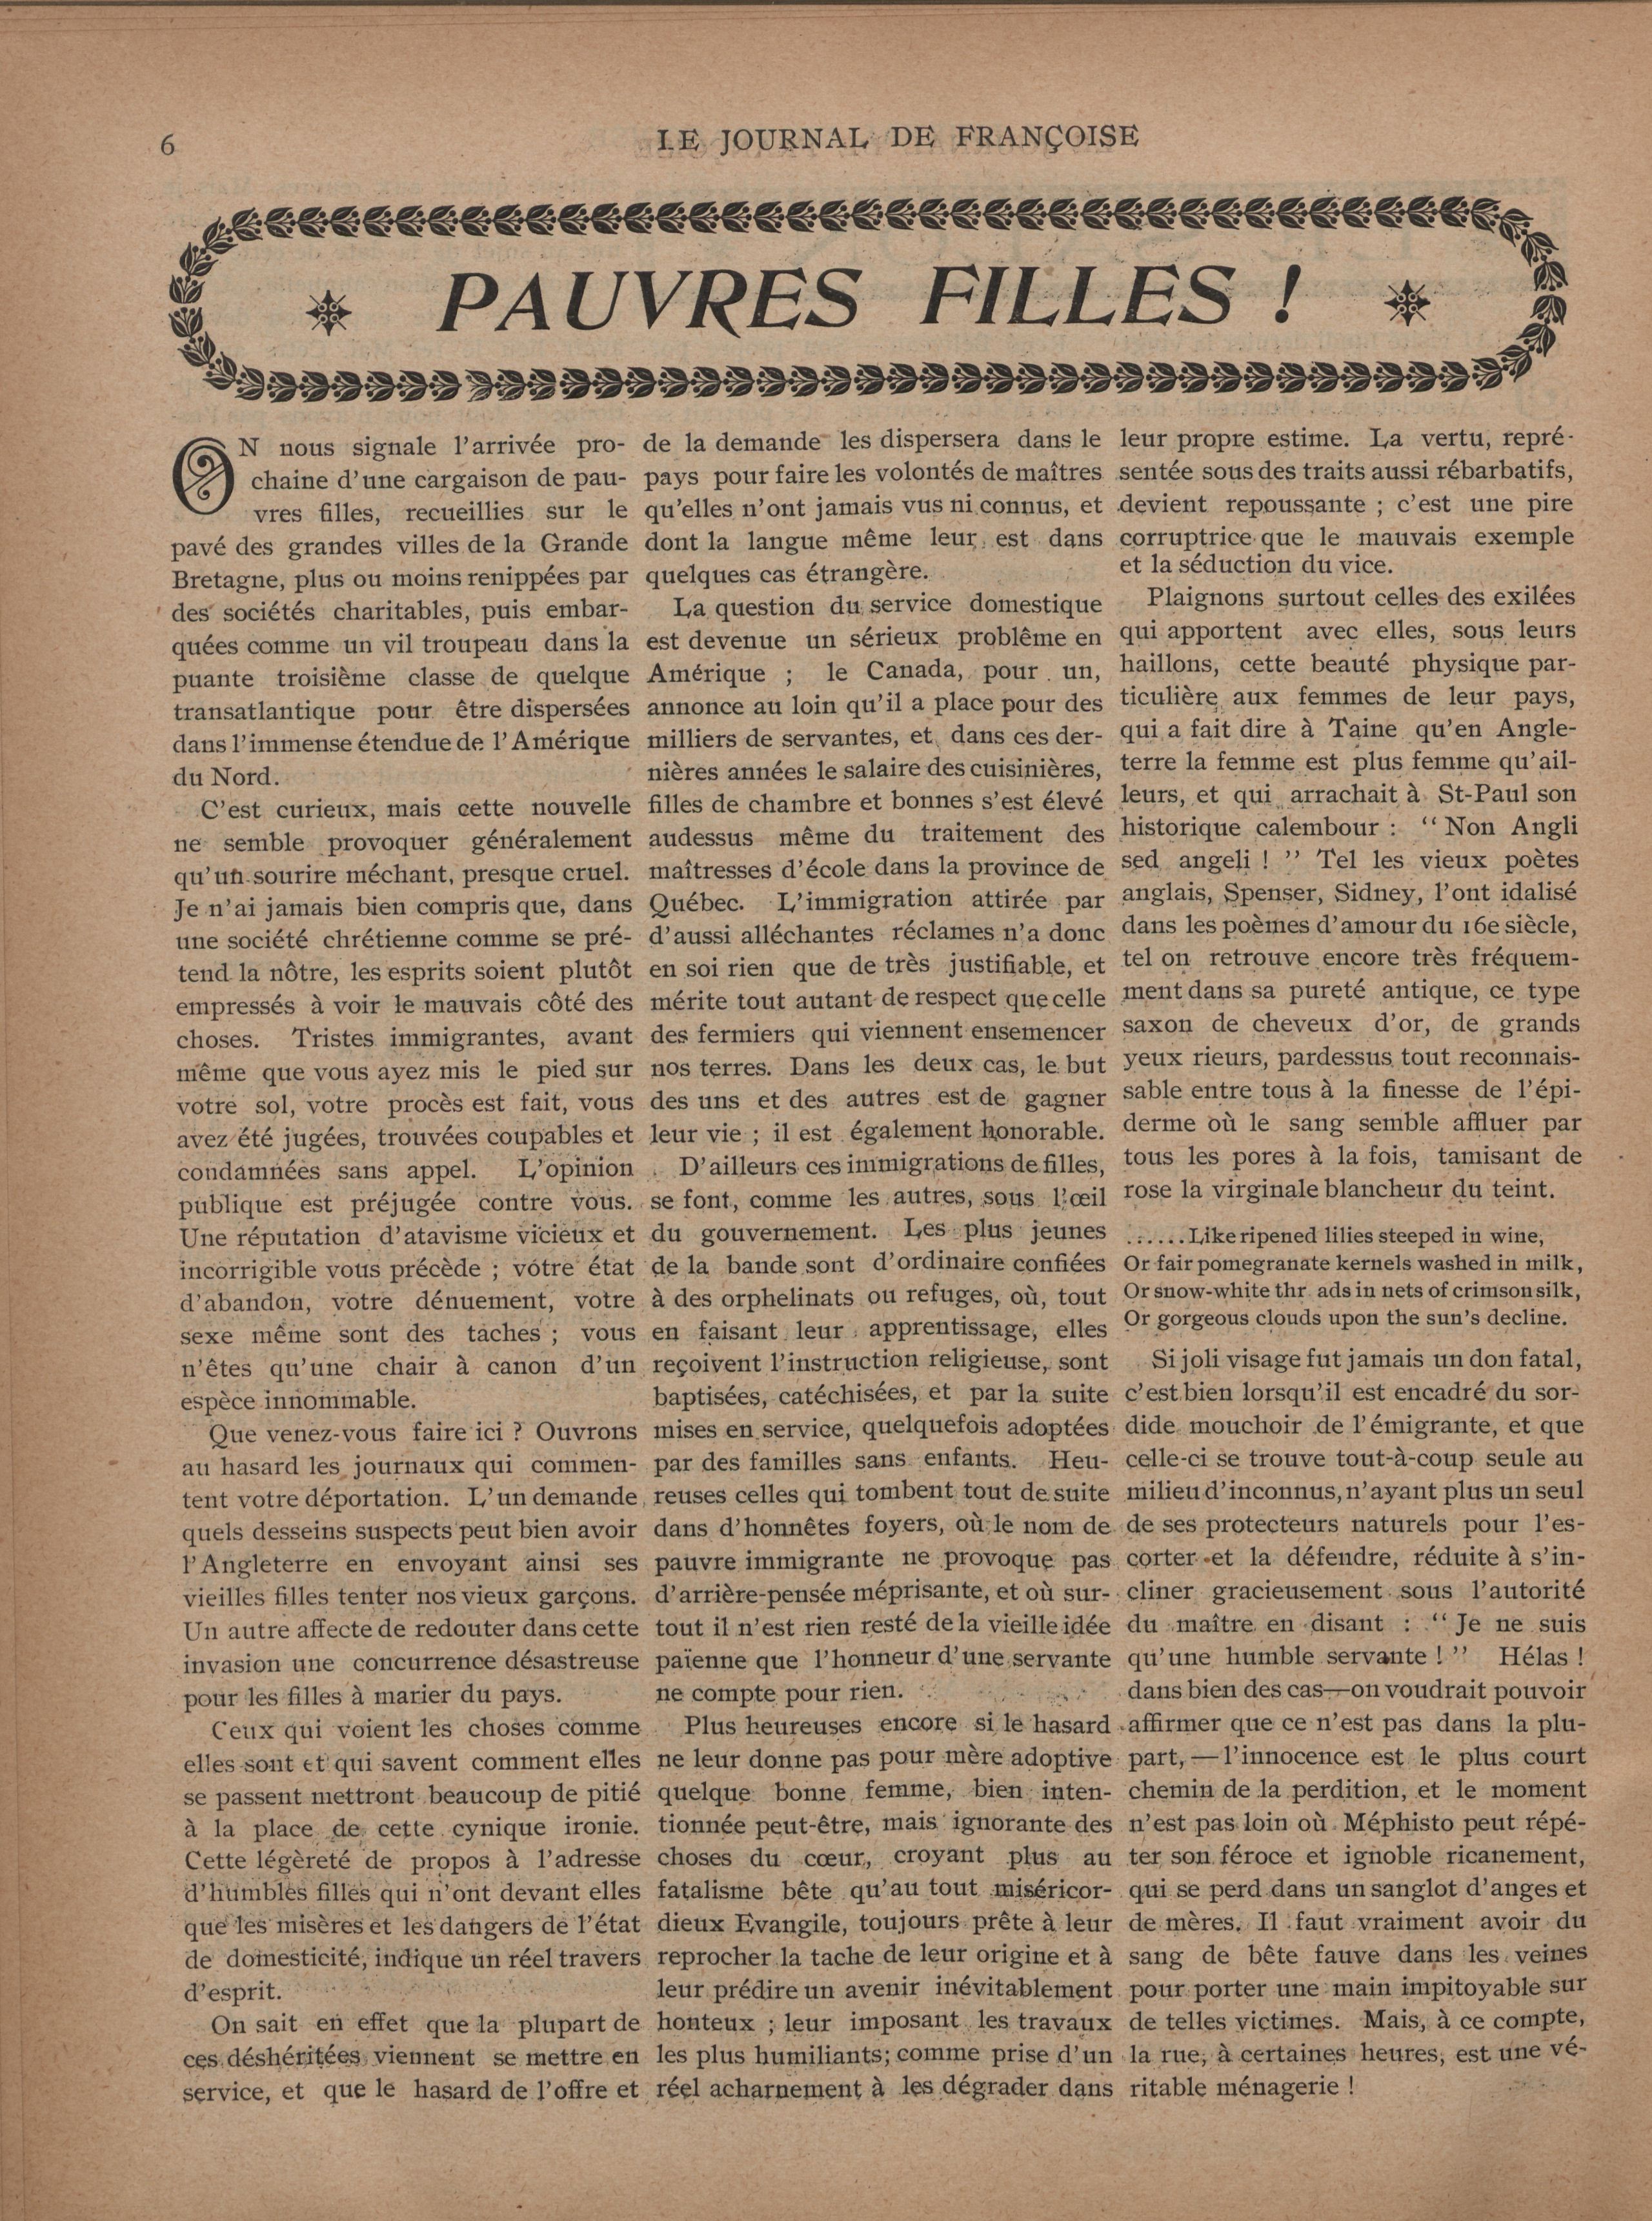 6
LE JOURNAL DE FRANÇOISE
PAUVRES FILLES !
ON nous signale l'arrivée pro-
chaine d'une cargaison de pau-
vres filles, recueillies sur le
pavé des grandes villes de la Grande
Bretagne, plus ou moins renippées par
des sociétés charitables, puis embar-
quées comme un vil troupeau dans la
puante troisième classe de quelque
transatlantique pour être dispersées
dans l'immense étendue de l'Amérique
du Nord.
C'est curieux, mais cette nouvelle
ne semble provoquer généralement
qu'un sourire méchant, presque cruel.
Je n'ai jamais bien compris que, dans
une société chrétienne comme se pré-
tend la nôtre, les esprits soient plutôt
empressés à voir le mauvais côté des
choses. Tristes immigrantes, avant
même que vous ayez mis le pied sur
votre sol, votre procès est fait, vous
avez été jugées, trouvées coupables et
condamnées sans appel. L'opinion
publique est préjugée contre vous.
Une réputation d'atavisme vicieux et
incorrigible vous précède ; votre état
d'abandon, votre dénuement, votre
sexe même sont des taches ; vous
n'êtes qu'une chair à canon d'un
espèce innommable.
Que venez-vous faire ici ? Ouvrons
au hasard les journaux qui commen-
tent votre déportation. L'un demande
quels desseins suspects peut bien avoir
l'Angleterre en envoyant ainsi ses
vieilles filles tenter nos vieux garçons.
Un autre affecte de redouter dans cette
invasion une concurrence désastreuse
pour les filles à marier du pays.
Ceux qui voient les choses comme
elles sont et qui savent comment elles
se passent mettront beaucoup de pitié
à la place de cette cynique ironie.
Cette légèreté de propos à l'adresse
d'humbles filles qui n'ont devant elles
que les misères et les dangers de l'état
de domesticité, indique un réel travers
d'esprit.
On sait en effet que la plupart de
ces déshéritées viennent se mettre en
service, et que le hasard de l'offre et
de la demande les dispersera dans le
pays pour faire les volontés de maîtres
qu'elles n'ont jamais vus ni connus, et
dont la langue même leur est dans
quelques cas étrangère.
La question du service domestique
est devenue un sérieux problême en
Amérique ; le Canada, pour un,
annonce au loin qu'il a place pour des
milliers de servantes, et dans ces der-
nières années le salaire des cuisinières,
filles de chambre et bonnes s'est élevé
audessus même du traitement des
maîtresses d'école dans la province de
Québec. L'immigration attirée par
d'aussi alléchantes réclames n'a donc
en soi rien que de très justifiable, et
mérite tout autant de respect que celle
des fermiers qui viennent ensemencer
nos terres. Dans les deux cas, le but
des uns et des autres est de gagner
leur vie ; il est également honorable.
D'ailleurs ces immigrations de filles,
se font, comme les autres, sous l'œil
du gouvernement. Les plus jeunes
de la bande sont d'ordinaire confiées
à des orphelinats ou refuges, où, tout
en faisant leur apprentissage, elles
reçoivent l'instruction religieuse, sont
baptisées, catéchisées, et par la suite
mises en service, quelquefois adoptées
par des familles sans enfants. Heu-
reuses celles qui tombent tout de suite
dans d'honnêtes foyers, où le nom de
pauvre immigrante ne provoque pas
d'arrière-pensée méprisante, et où sur-
tout il n'est rien resté de la vieille idée
païenne que l'honneur d'une servante
ne compte pour rien.
Plus heureuses encore si le hasard
ne leur donne pas pour mère adoptive
quelque bonne femme, bien inten-
tionnée peut-être, mais ignorante des
choses du cœur, croyant plus au
fatalisme bête qu'au tout miséricor-
dieux Evangile, toujours prête à leur
reprocher la tache de leur origine et à
leur prédire un avenir inévitablement
honteux ; leur imposant les travaux
les plus humiliants; comme prise d'un
réel acharnement à les dégrader dans
leur propre estime. La vertu, repré-
sentée sous des traits aussi rébarbatifs,
devient repoussante ; c'est une pire
corruptrice que le mauvais exemple
et la séduction du vice.
Plaignons surtout celles des exilées
qui apportent avec elles, sous leurs
haillons, cette beauté physique par-
ticulière aux femmes de leur pays,
qui a fait dire à Taine qu'en Angle-
terre la femme est plus femme qu'ail-
leurs, et qui arrachait à St-Paul son
historique calembour : "Non Angli
sed angeli ! " Tel les vieux poètes
anglais, Spenser, Sidney, l'ont idalisé
dans les poèmes d'amour du 16e siècle,
tel on retrouve encore très fréquem-
ment dans sa pureté antique, ce type
saxon de cheveux d'or, de grands
yeux rieurs, pardessus tout reconnais-
sable entre tous à la finesse de l'épi-
derme où le sang semble affluer par
tous les pores à la fois, tamisant de
rose la virginale blancheur du teint.
......Like ripened lilies steeped in wine,
Or fair pomegranate kernels washed in milk,
Or snow-white thr ads in nets of crimson silk,
Or gorgeous clouds upon the sun's decline.
Si joli visage fut jamais un don fatal,
c'est bien lorsqu'il est encadré du sor-
dide mouchoir de l'émigrante, et que
celle-ci se trouve tout-à-coup seule au
milieu d'inconnus, n'ayant plus un seul
de ses protecteurs naturels pour l'es-
corter et la défendre, réduite à s'in-
cliner gracieusement sous l'autorité
du maître en disant : "Je ne suis
qu'une humble servante ! " Hélas !
dans bien des cas—on voudrait pouvoir
affirmer que ce n'est pas dans la plu-
part, — l'innocence est le plus court
chemin de la perdition, et le moment
n'est pas loin où Méphisto peut répé-
ter son féroce et ignoble ricanement,
qui se perd dans un sanglot d'anges et
de mères. Il faut vraiment avoir du
sang de bête fauve dans les veines
pour porter une main impitoyable sur
de telles victimes. Mais, à ce compte,
la rue, à certaines heures, est une vé-
ritable ménagerie !